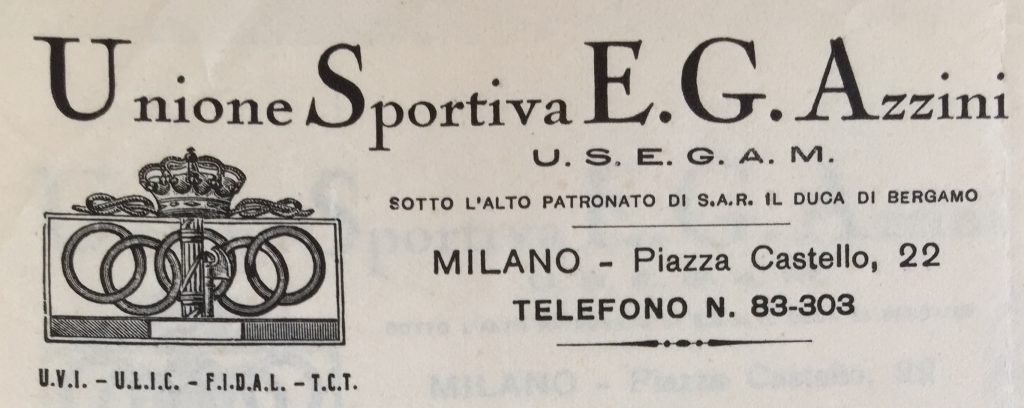 Unione Sportiva E.G. Azzini
U. S. E. G. A. M.
SOTTO L'ALTO PATRONATO DI S.A.R. IL DUCA DI BERGAMO
MILANO - Piazza Castello, 22
TELEFONO N. 83-303
U.V.I. - U.L.I.C. - F.I.D.A.L. - T.C.T.